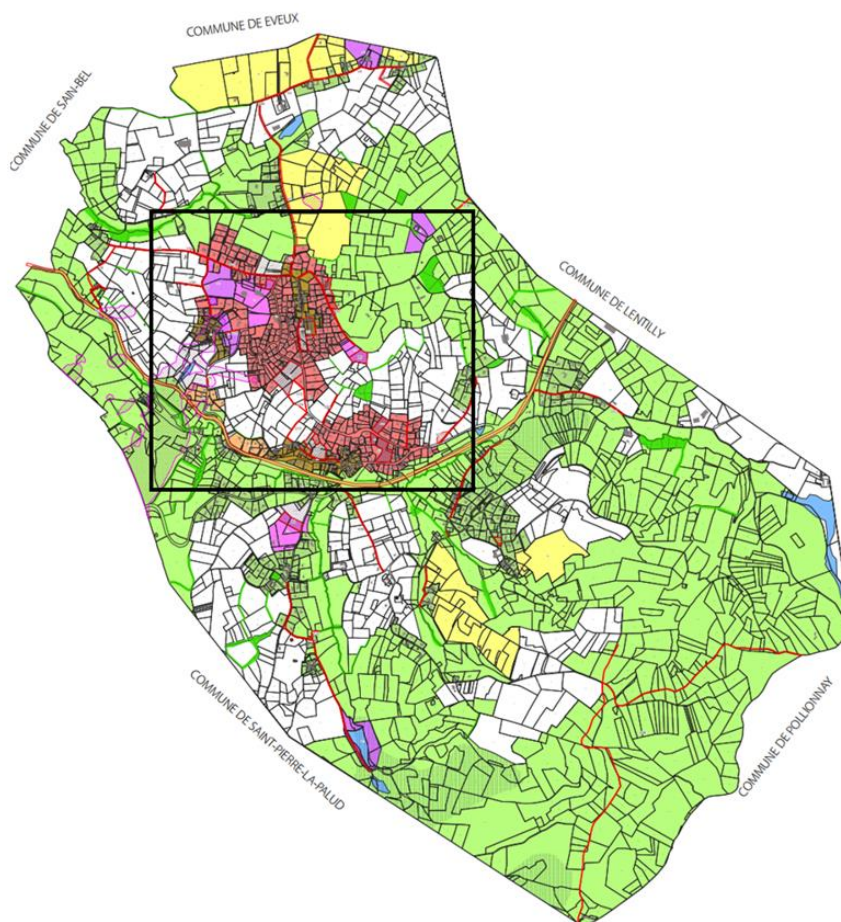 COMMUNE DE EVEUX
COMMUNE DE SAIN-BEL
COMMUNE DE LENTILLY
COMMUNE DE SAINT-PIERRE-LA-PALUD
COMMUNE DE POLLIONNAY